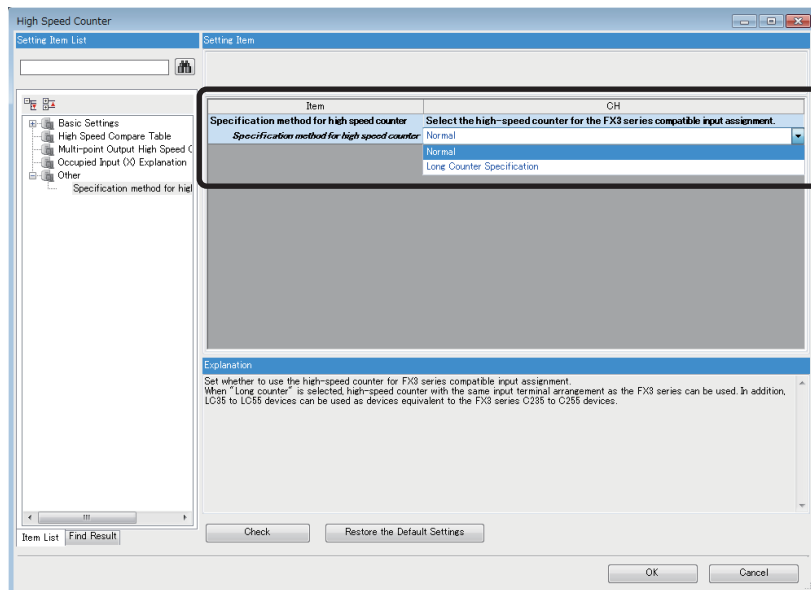 High Speed Counter
Setting Item List
Setting Item
Item
CH
Specification method for high speed counter
Select the high-speed counter for the FX3 series compatible input assignment.
Specification method for high speed counter
Normal
Normal
Long Counter Specification
Basic Settings
High Speed Compare Table
Multi-point Output High Speed C
Occupied Input (X) Explanation
Other
Specification method for higl
Explanation
Set whether to use the high-speed counter for FX3 series compatible input assignment.
When "Long counter" is selected, high-speed counter with the same input terminal arrangement as the FX3 series can be used. In addition,
LC35 to LC55 devices can be used as devices equivalent to the FX3 series C235 to C255 devices.
Item List
Find Result
Check
Restore the Default Settings
OK
Cancel